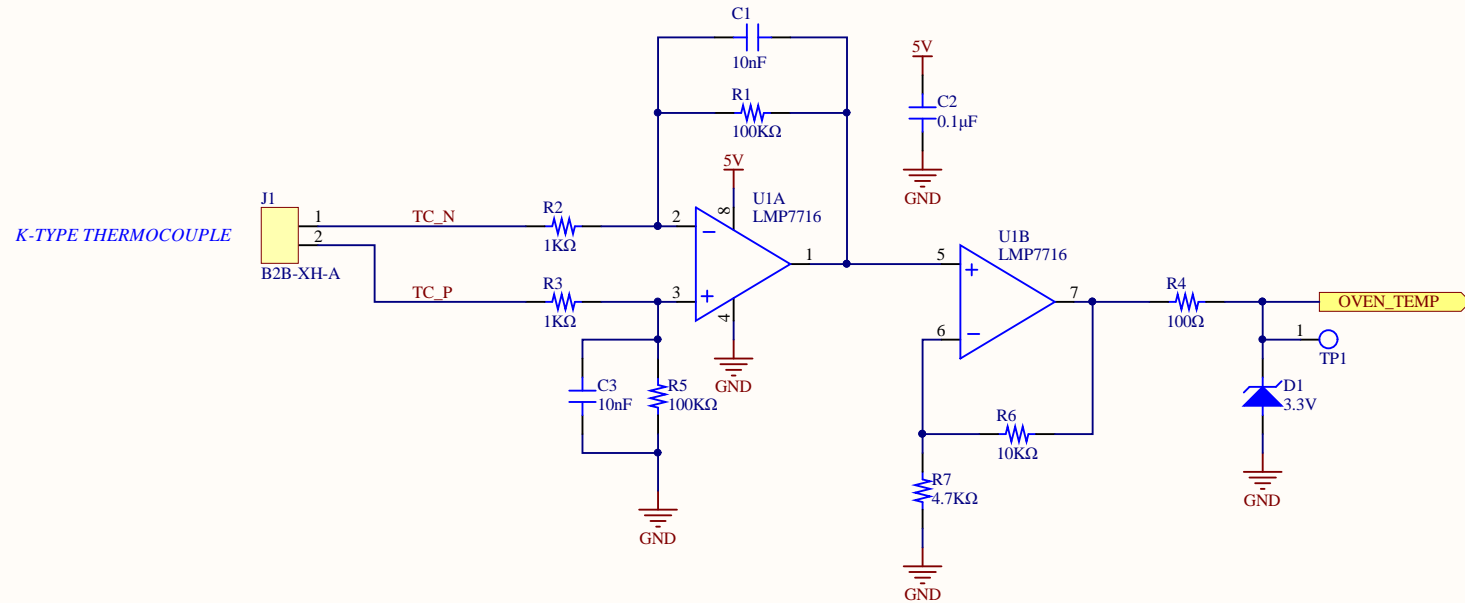 C1
10nF
R1
100KΩ
5V
C2
0.1µF
GND
5V
U1A
LMP7716
8
J1
1
2
K-TYPE THERMOCOUPLE
B2B-XH-A
TC_N
R2
1KΩ
2
TC_P
R3
1KΩ
3
1
4
GND
C3
10nF
R5
100KΩ
GND
U1B
LMP7716
5
6
7
R6
10KΩ
R7
4.7KΩ
GND
R4
100Ω
OVEN_TEMP
1
TP1
D1
3.3V
GND